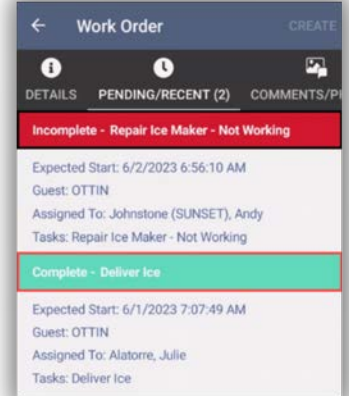 Work Order
CREATE
DETAILS
PENDING/RECENT (2)
COMMENTS/P
Incomplete - Repair Ice Maker - Not Working
Expected Start: 6/2/2023 6:56:10 AM
Guest: OTTIN
Assigned To: Johnstone (SUNSET), Andy
Tasks: Repair Ice Maker - Not Working
Complete - Deliver Ice
Expected Start: 6/1/2023 7:07:49 AM
Guest: OTTIN
Assigned To: Alatorre, Julie
Tasks: Deliver Ice